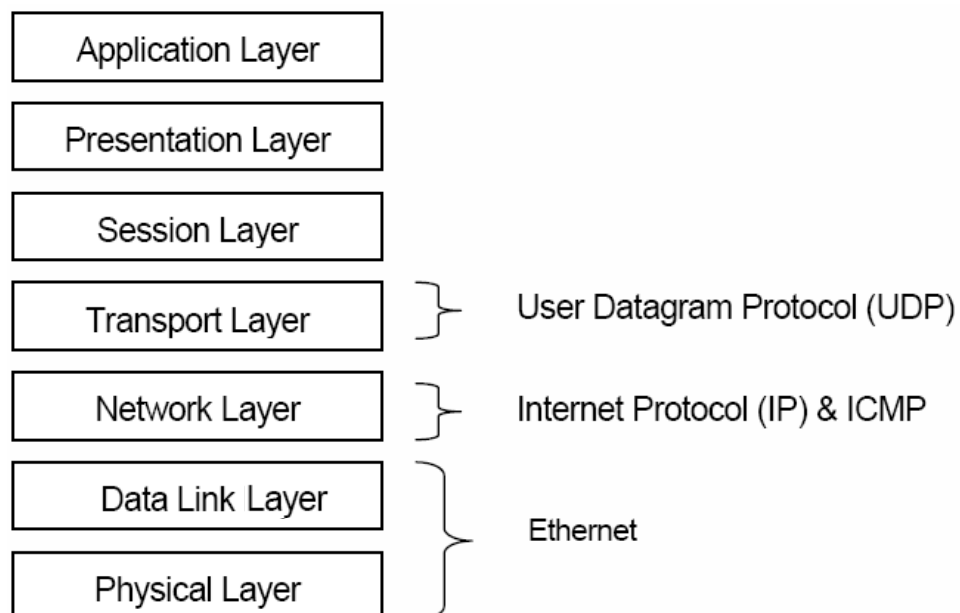 Application Layer
Presentation Layer
Session Layer
Transport Layer
User Datagram Protocol (UDP)
Network Layer
Internet Protocol (IP) & ICMP
Data Link Layer
Ethernet
Physical Layer